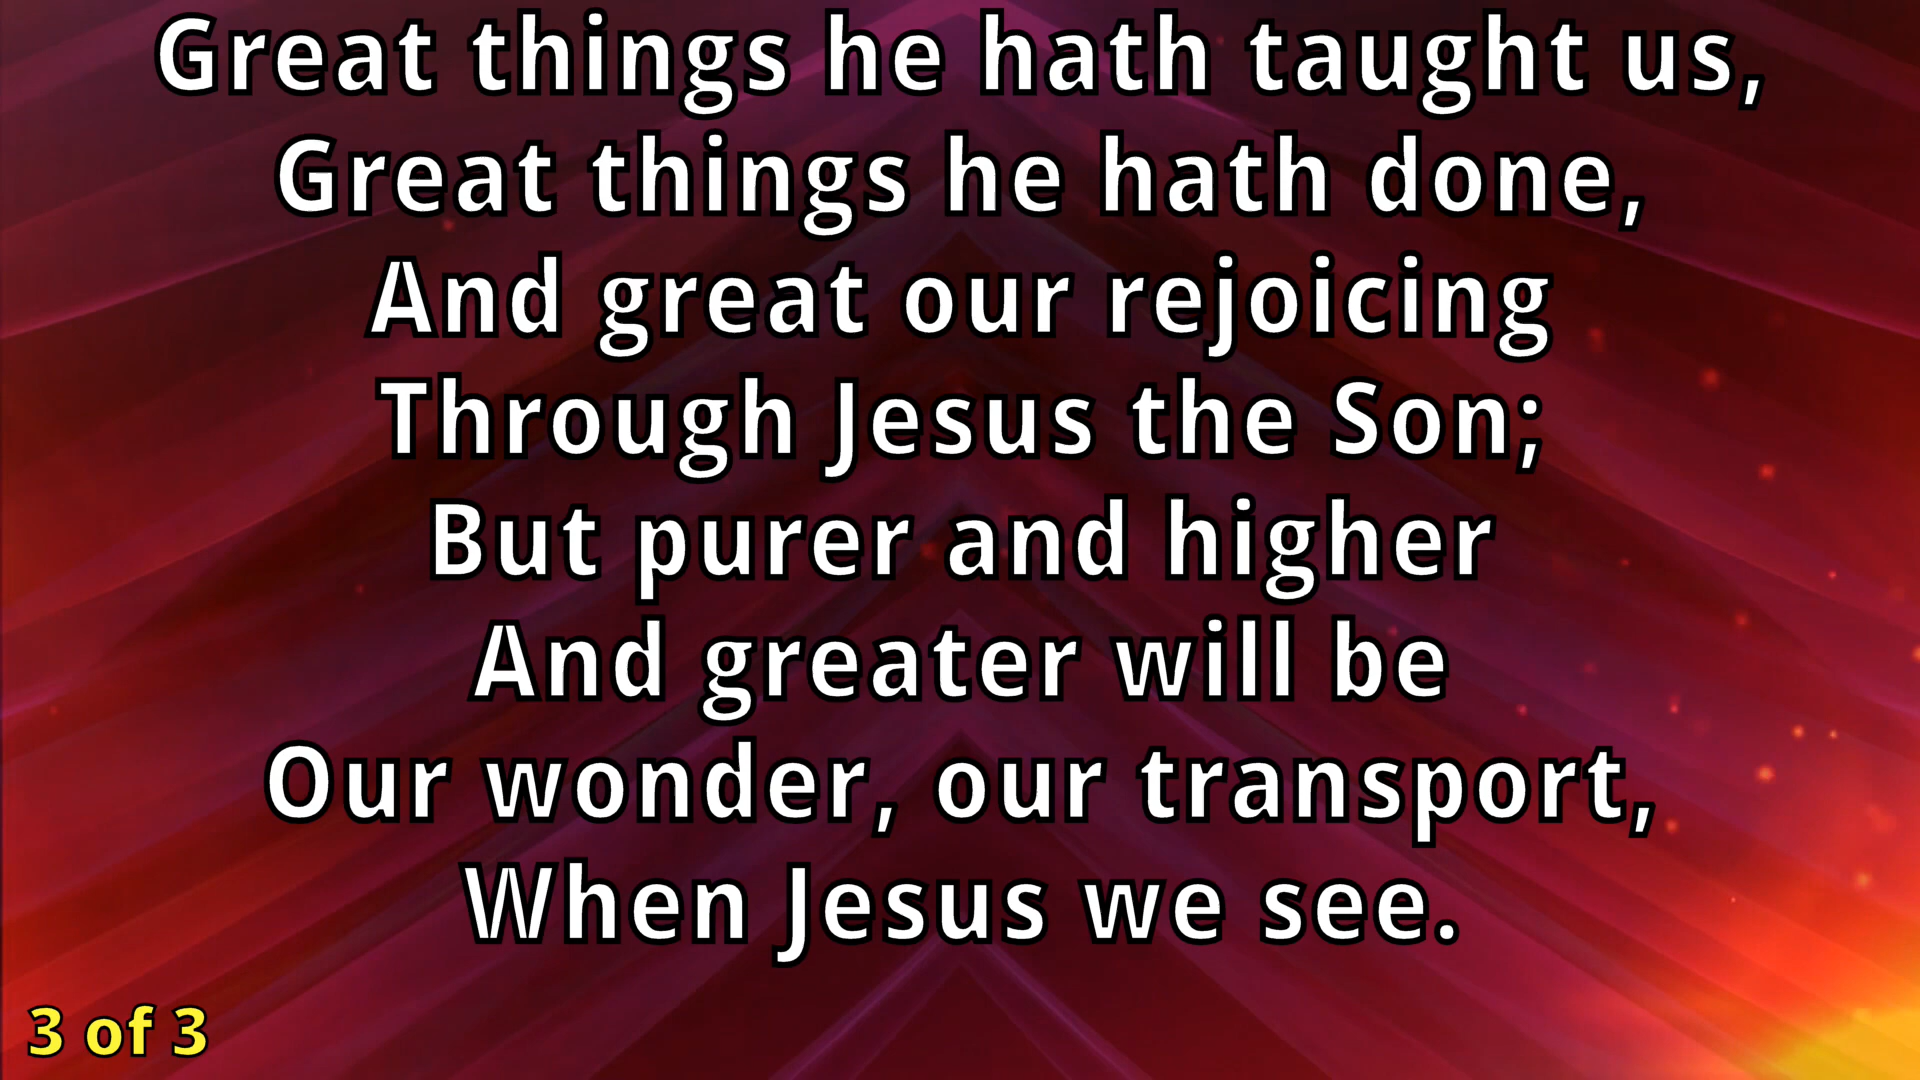 Great things he hath taught us,
Great things he hath done,
And great our rejoicing
Through Jesus the Son;
But purer and higher
And greater will be
Our wonder, our transport,
When Jesus we see.
3 of 3